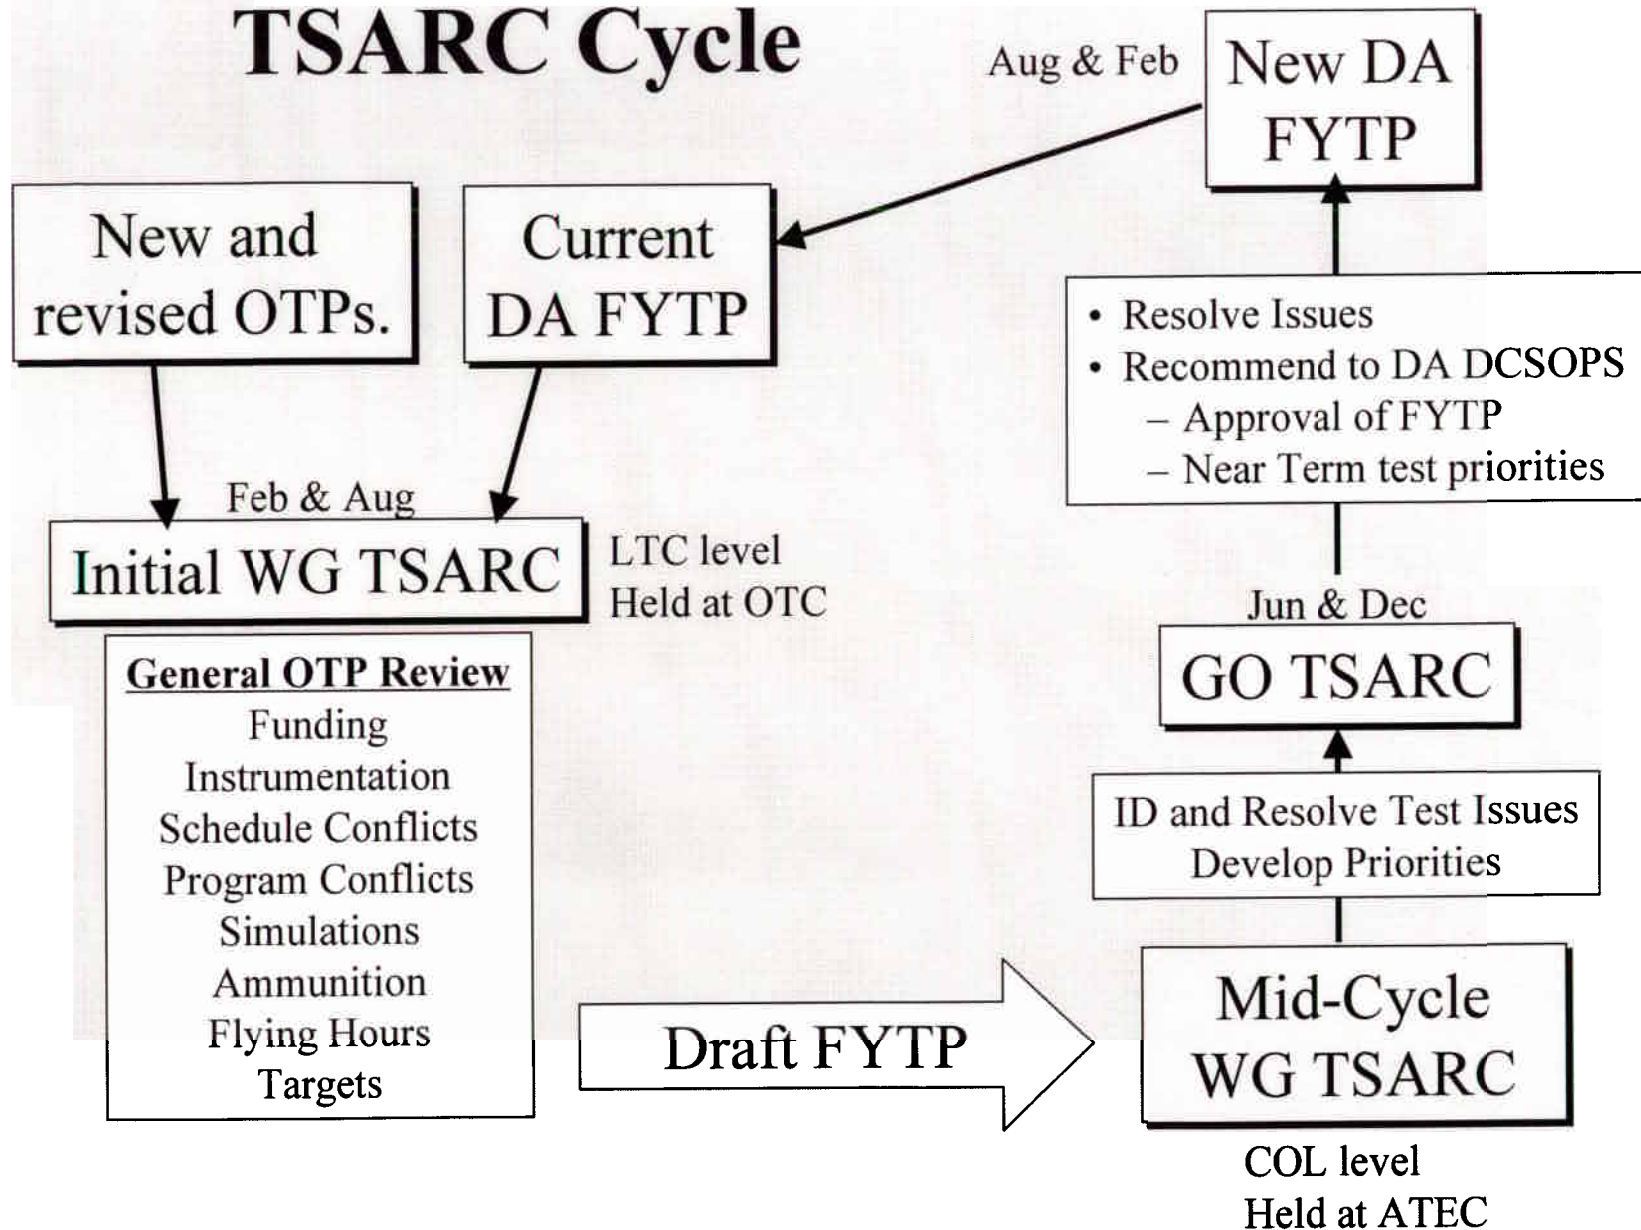 TSARC Cycle
Aug & Feb
New DA
FYTP
New and
revised OTPs.
Current
DA FYTP
• Resolve Issues
• Recommend to DA DCSOPS
– Approval of FYTP
– Near Term test priorities
Feb & Aug
Initial WG TSARC
LTC level
Held at OTC
General OTP Review
Funding
Instrumentation
Schedule Conflicts
Program Conflicts
Simulations
Ammunition
Flying Hours
Targets
Draft FYTP
Jun & Dec
GO TSARC
ID and Resolve Test Issues
Develop Priorities
Mid-Cycle
WG TSARC
COL level
Held at ATEC